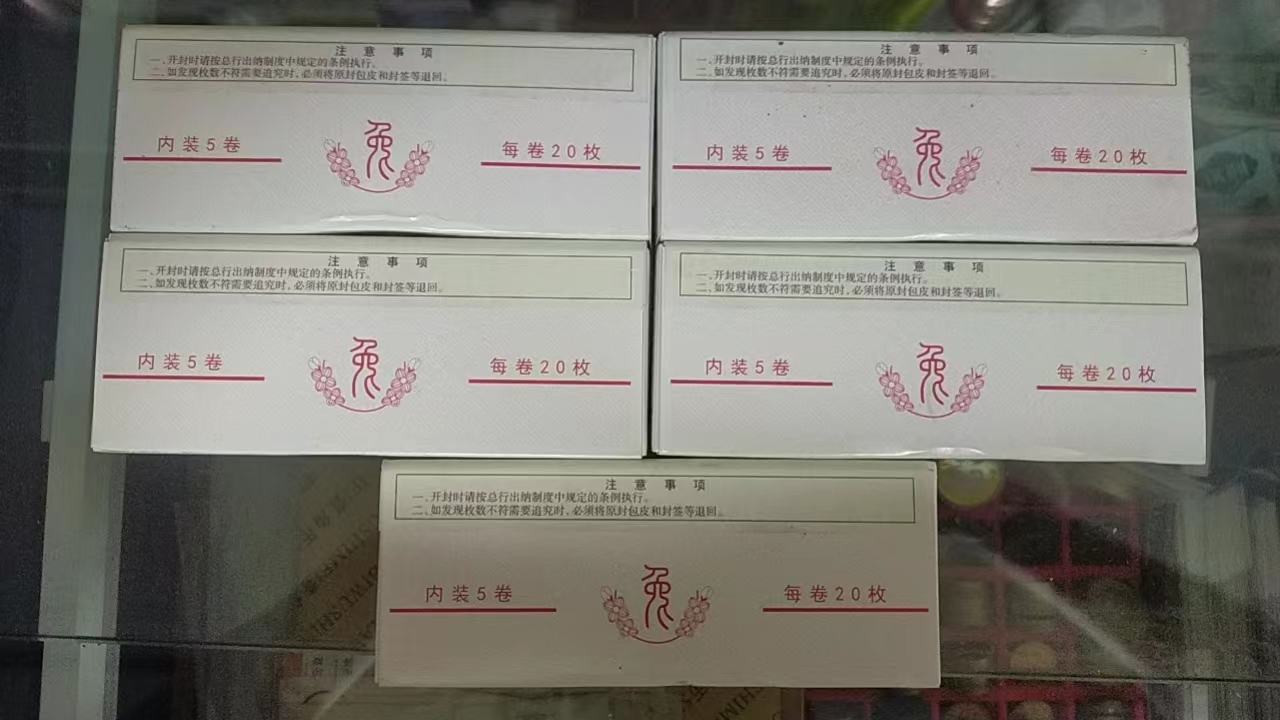 注意事项
一、开封时请按总行出纳制度中规定的条例执行。
二、如发现枚数不符需要追究时,必须将原封包皮和封签等退回。
内装5卷
兔
每卷20枚
注意事项
一、开封时请按总行出纳制度中规定的条例执行。
二、如发现枚数不符需要追究时,必须将原封包皮和封签等退回。
内装5卷
兔
每卷20枚
注意事项
一、开封时请按总行出纳制度中规定的条例执行。
二、如发现枚数不符需要追究时,必须将原封包皮和封签等退回。
内装5卷
兔
每卷20枚
注意事项
一、开封时请按总行出纳制度中规定的条例执行。
二、如发现枚数不符需要追究时,必须将原封包皮和封签等退回。
内装5卷
兔
每卷20枚
注意事项
一、开封时请按总行出纳制度中规定的条例执行。
二、如发现枚数不符需要追究时,必须将原封包皮和封签等退回。
内装5卷
兔
每卷20枚